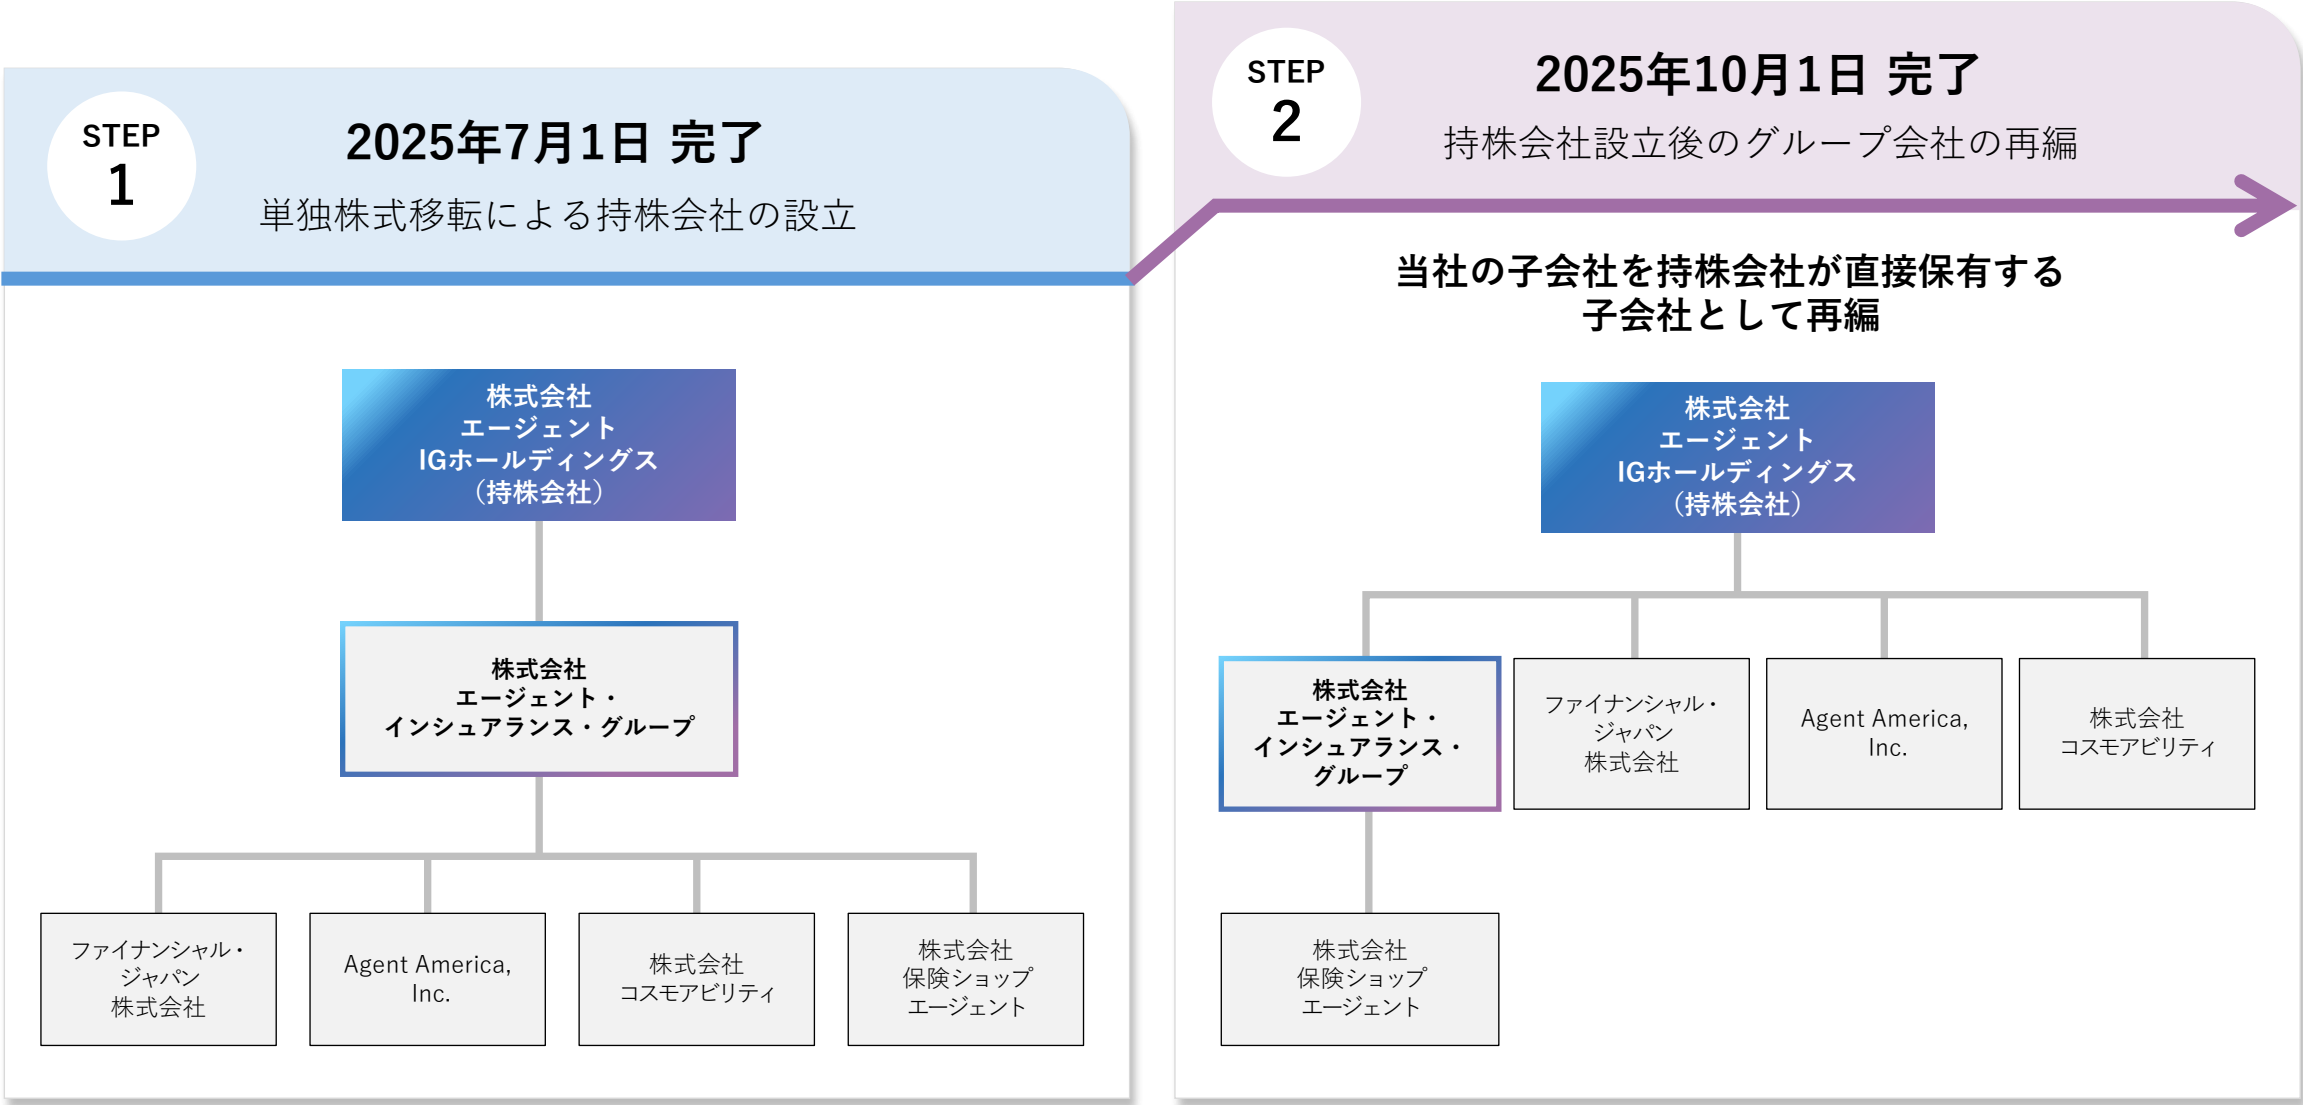 STEP
1
2025年7月1日 完了
単独株式移転による持株会社の設立
株式会社
エージェント
IGホールディングス
（持株会社）
株式会社
エージェント・
インシュアランス・グループ
ファイナンシャル・
ジャパン
株式会社
Agent America,
Inc.
株式会社
コスモアビリティ
株式会社
保険ショップ
エージェント
STEP
2
2025年10月1日 完了
持株会社設立後のグループ会社の再編
当社の子会社を持株会社が直接保有する
子会社として再編
株式会社
エージェント
IGホールディングス
（持株会社）
株式会社
エージェント・
インシュアランス・
グループ
ファイナンシャル・
ジャパン
株式会社
Agent America,
Inc.
株式会社
コスモアビリティ
株式会社
保険ショップ
エージェント